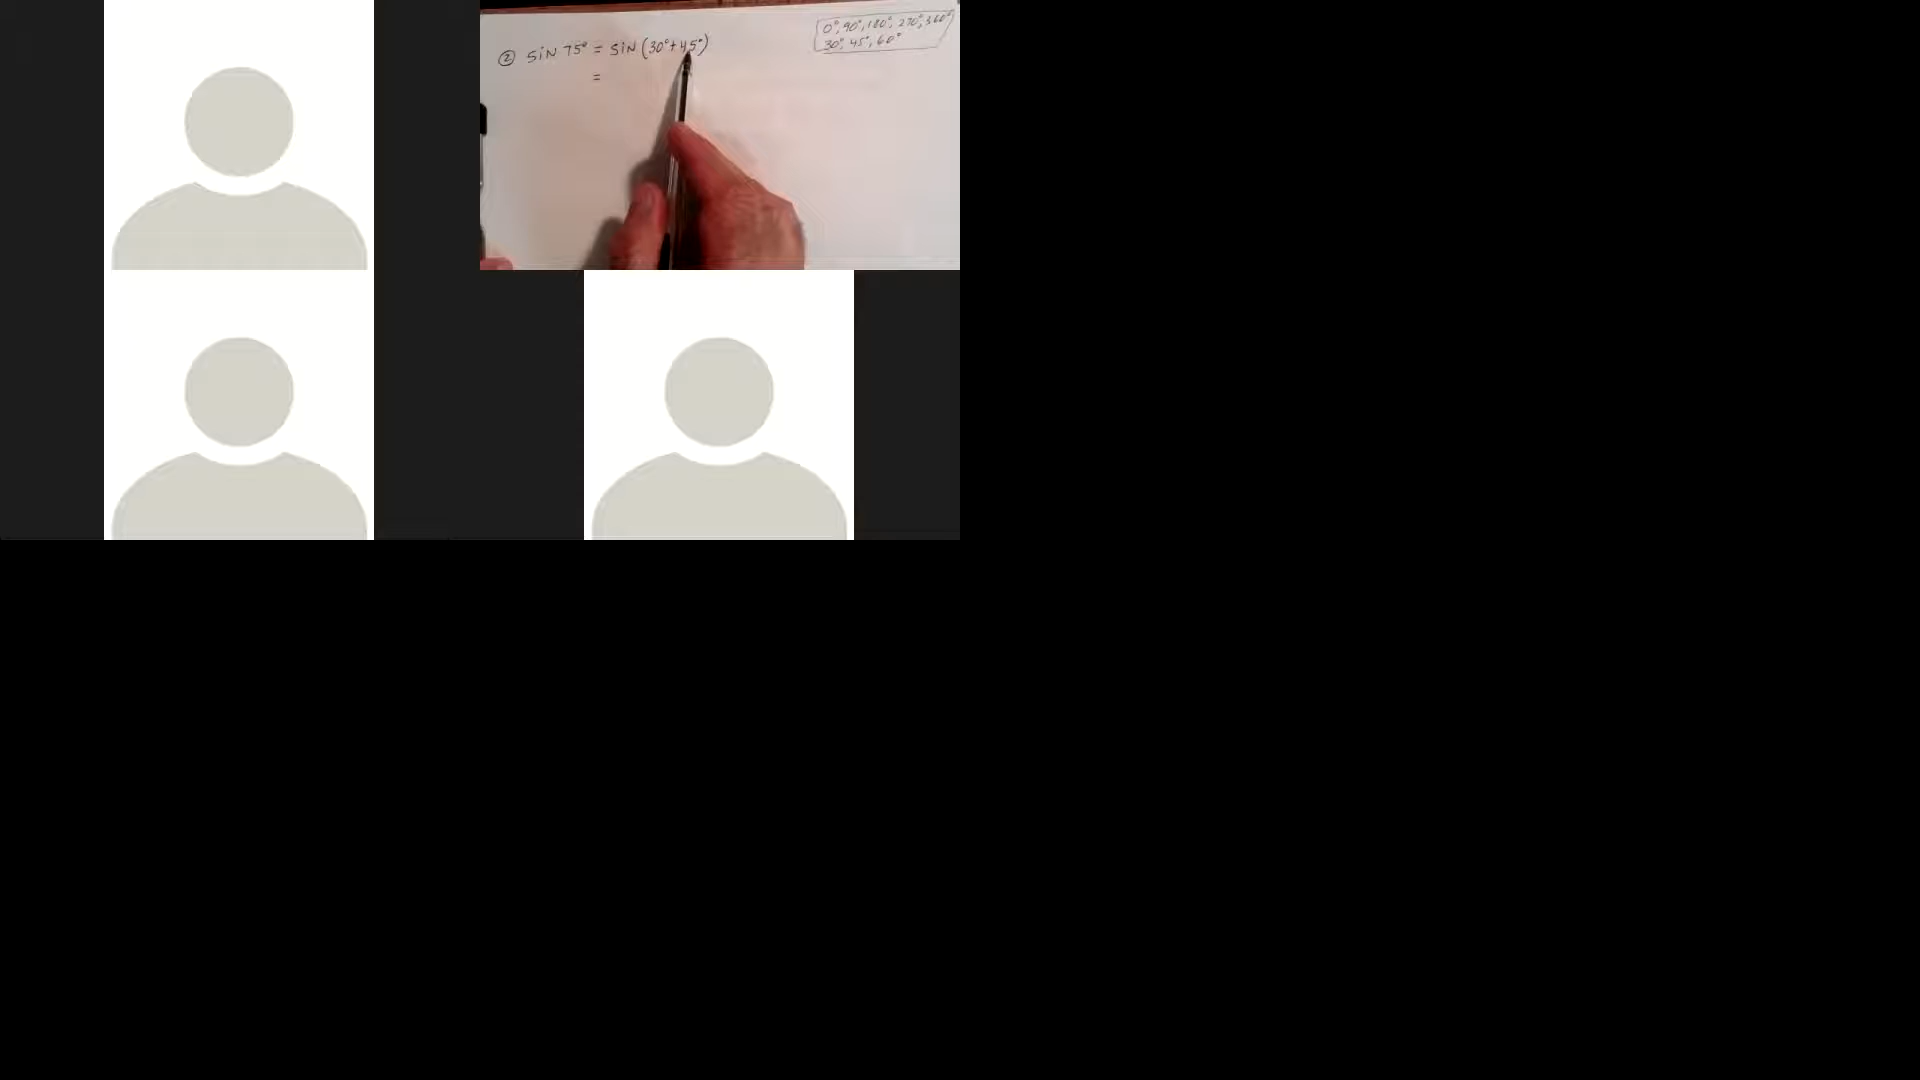 ② SiN 75° = SiN (30° + 45°)
=
0°, 90°, 180°, 270°, 360°
30°, 45°, 60°